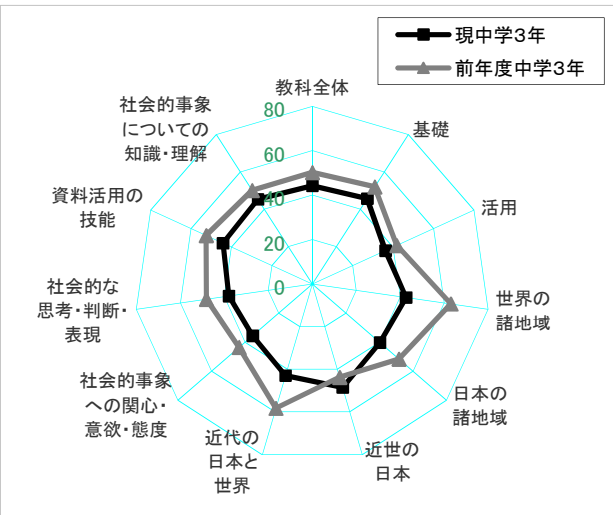 現中学3年
前年度中学3年
教科全体
基礎
活用
世界の
諸地域
日本の
諸地域
近世の
日本
近代の
日本と
世界
社会的事象
への関心・
意欲・態度
社会的な
思考・判断・
表現
資料活用の
技能
社会的事象
についての
知識・理解
80
60
40
20
0